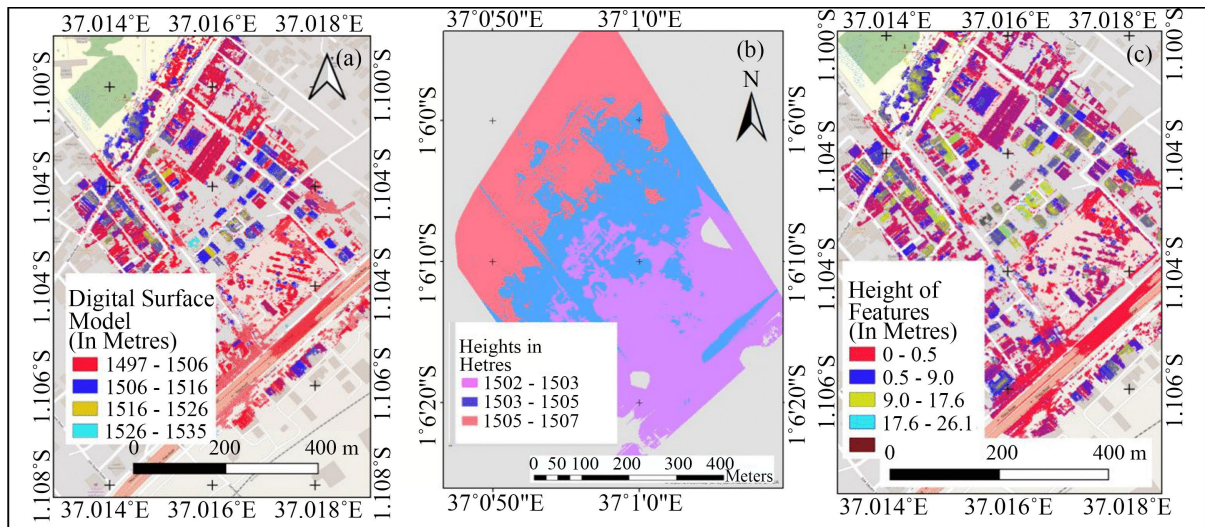 37.014°E 37.016°E 37.018°E
(a)
1.100°S
1.104°S
1.104°S
1.106°S
1.108°S
1.100°S
1.104°S
1.104°S
1.106°S
1.108°S
Digital Surface
Model
(In Metres)
1497 - 1506
1506 - 1516
1516 - 1526
1526 - 1535
0 200 400 m
37.014°E 37.016°E 37.018°E
37°0'50"E 37°1'0"E
(b)
N
1°6'0"S
1°6'10"S
1°6'20"S
1°6'0"S
1°6'10"S
1°6'20"S
Heights in
Hetres
1502 - 1503
1503 - 1505
1505 - 1507
0 50 100 200 300 400
Meters
37°0'50"E 37°1'0"E
37.014°E 37.016°E 37.018°E
(c)
1.100°S
1.104°S
1.104°S
1.106°S
1.100°S
1.104°S
1.104°S
1.106°S
Height of
Features
(In Metres)
0 - 0.5
0.5 - 9.0
9.0 - 17.6
17.6 - 26.1
0 200 400 m
37.014°E 37.016°E 37.018°E